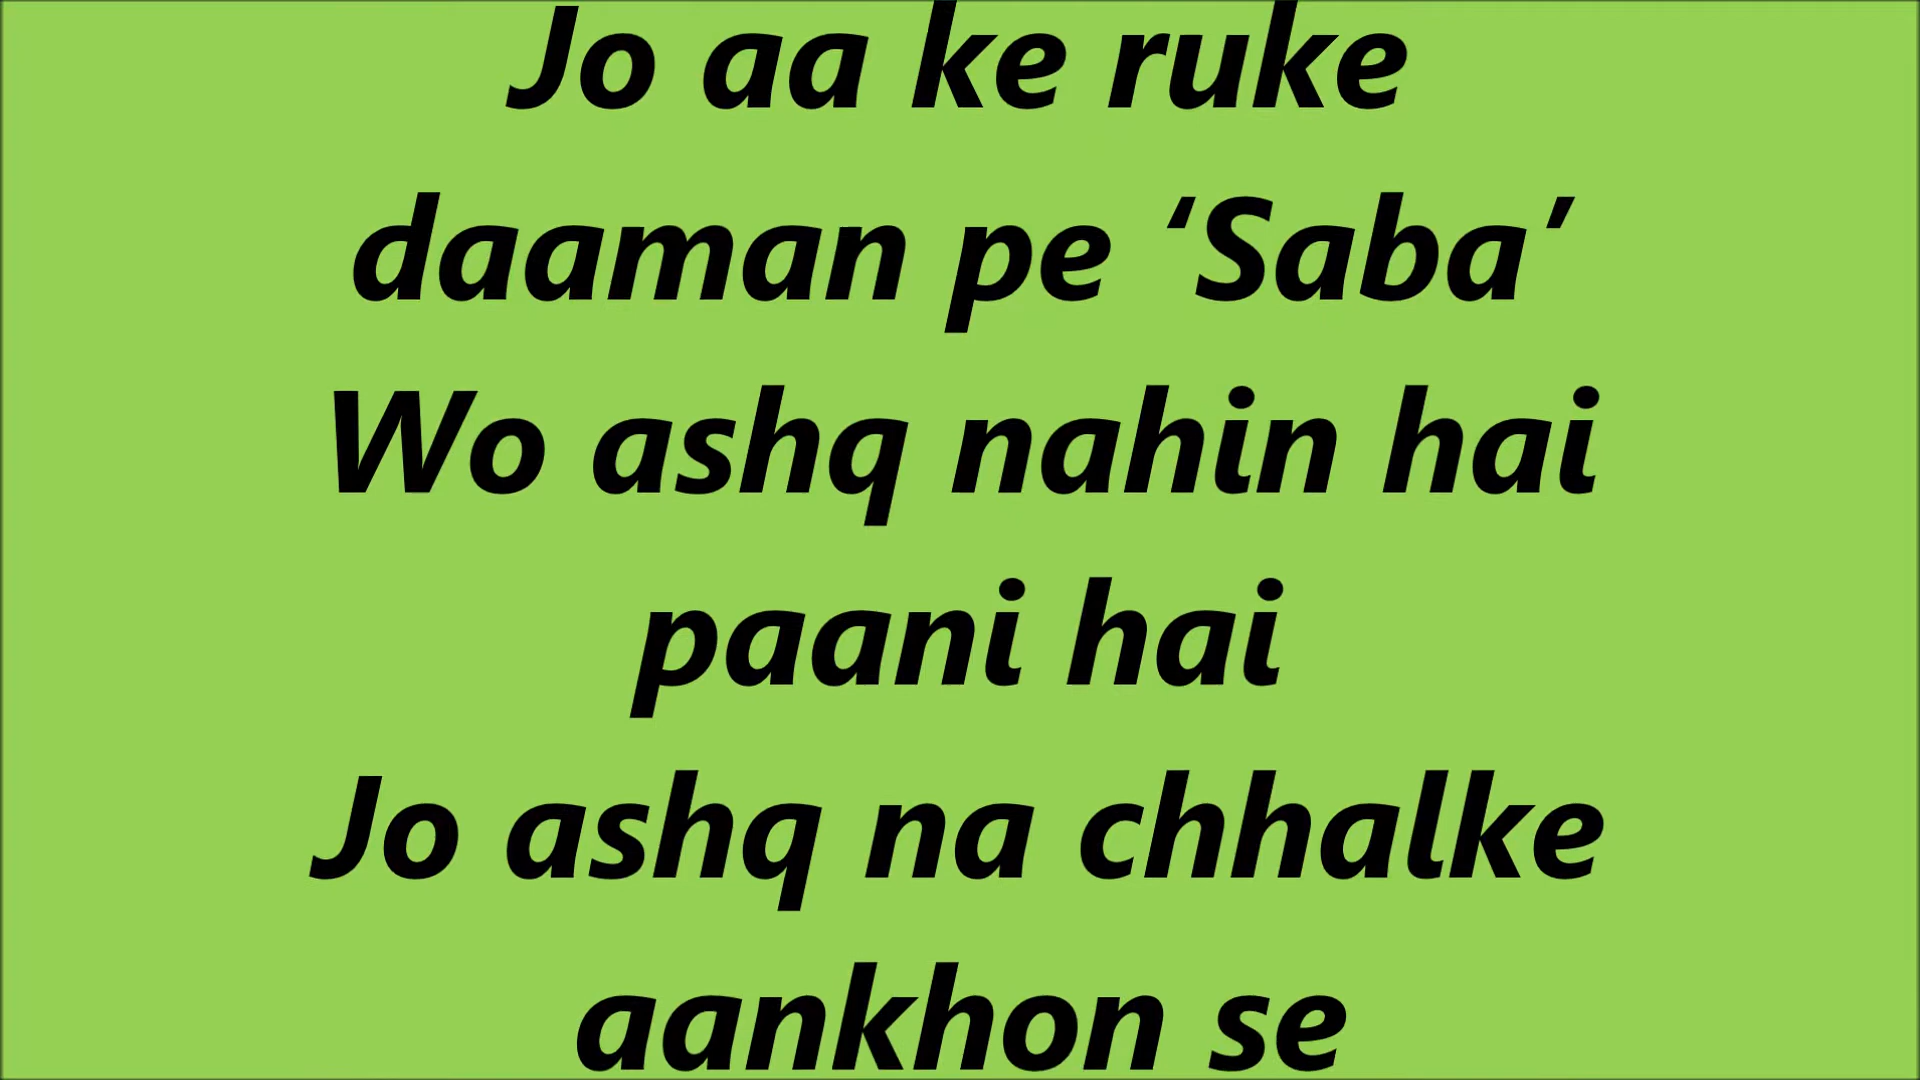 Jo aa ke ruke
daaman pe ‘Saba’
Wo ashq nahin hai
paani hai
Jo ashq na chhalke
aankhon se